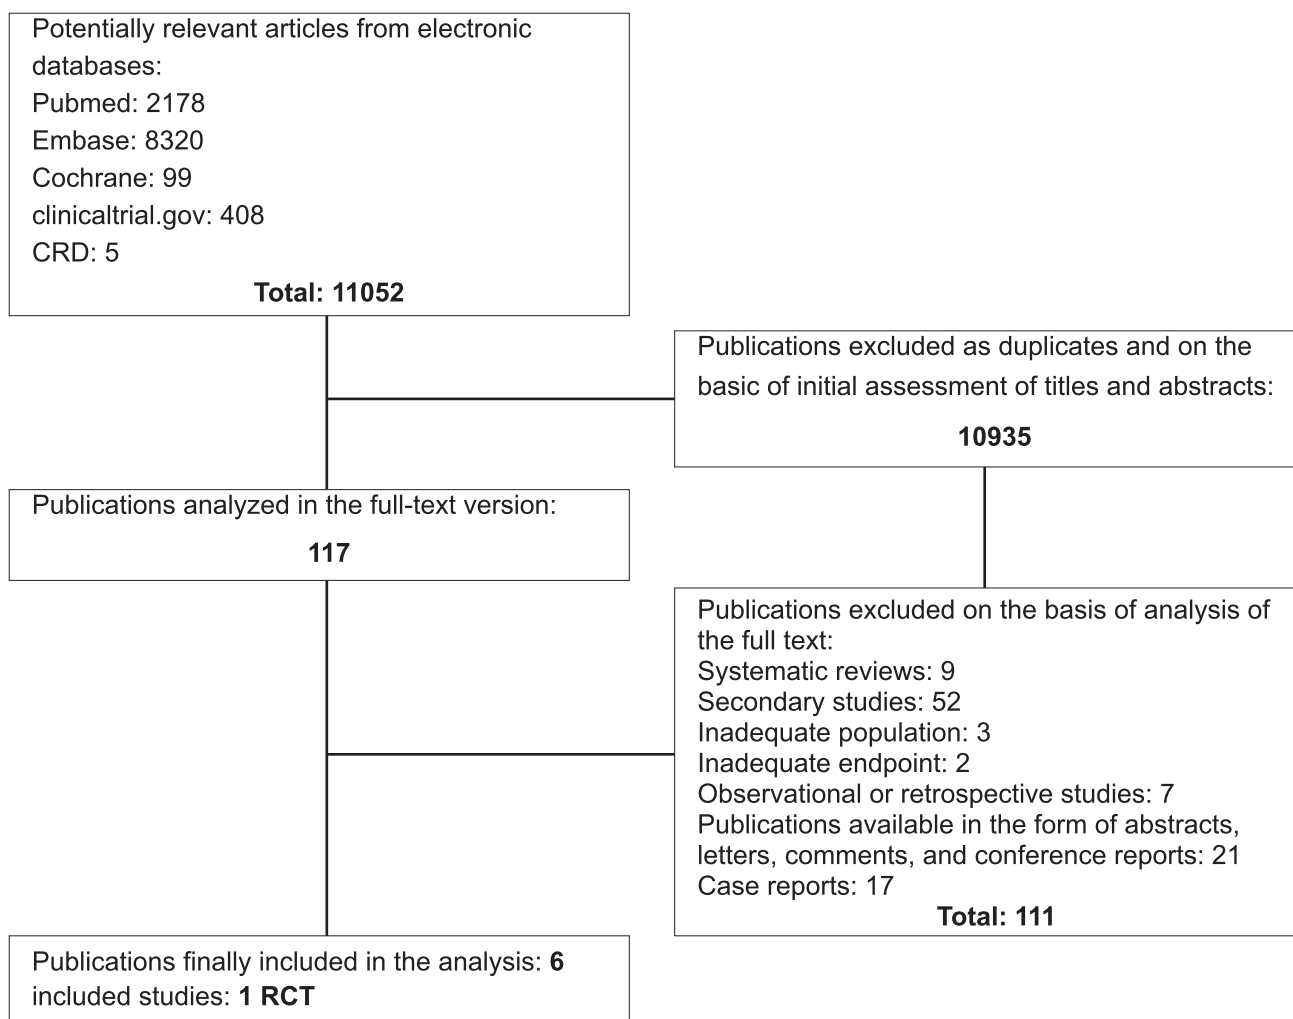 Potentially relevant articles from electronic
databases:
Pubmed: 2178
Embase: 8320
Cochrane: 99
clinicaltrial.gov: 408
CRD: 5
Total: 11052
Publications excluded as duplicates and on the
basic of initial assessment of titles and abstracts:
10935
Publications analyzed in the full-text version:
117
Publications excluded on the basis of analysis of
the full text:
Systematic reviews: 9
Secondary studies: 52
Inadequate population: 3
Inadequate endpoint: 2
Observational or retrospective studies: 7
Publications available in the form of abstracts,
letters, comments, and conference reports: 21
Case reports: 17
Total: 111
Publications finally included in the analysis: 6
included studies: 1 RCT